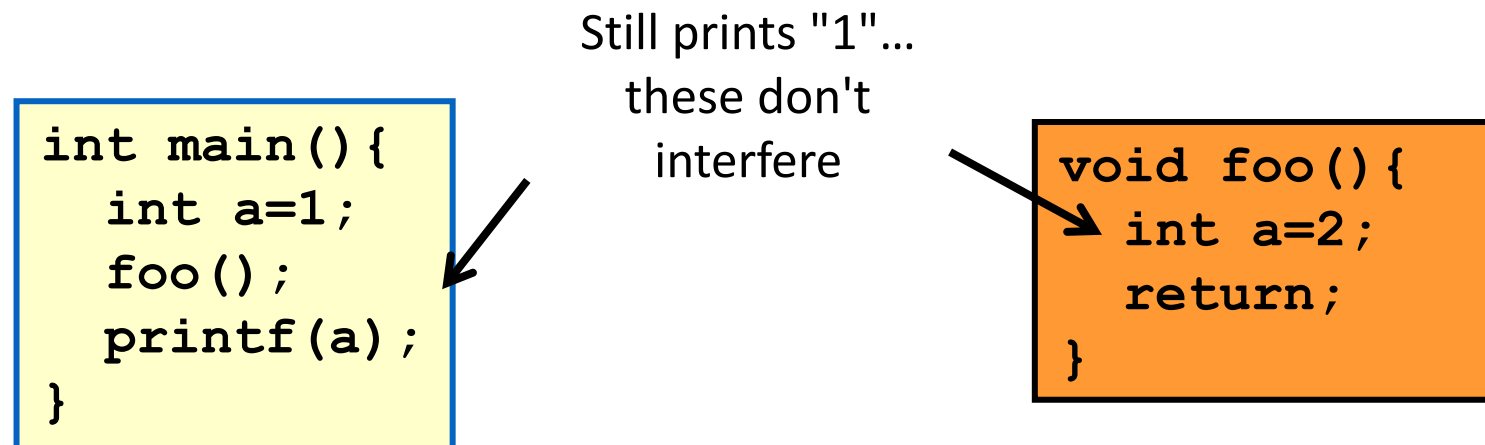 Still prints "1"…
these don't
interfere
int main(){
int a=1;
foo();
printf(a);
}
void foo(){
int a=2;
return;
}